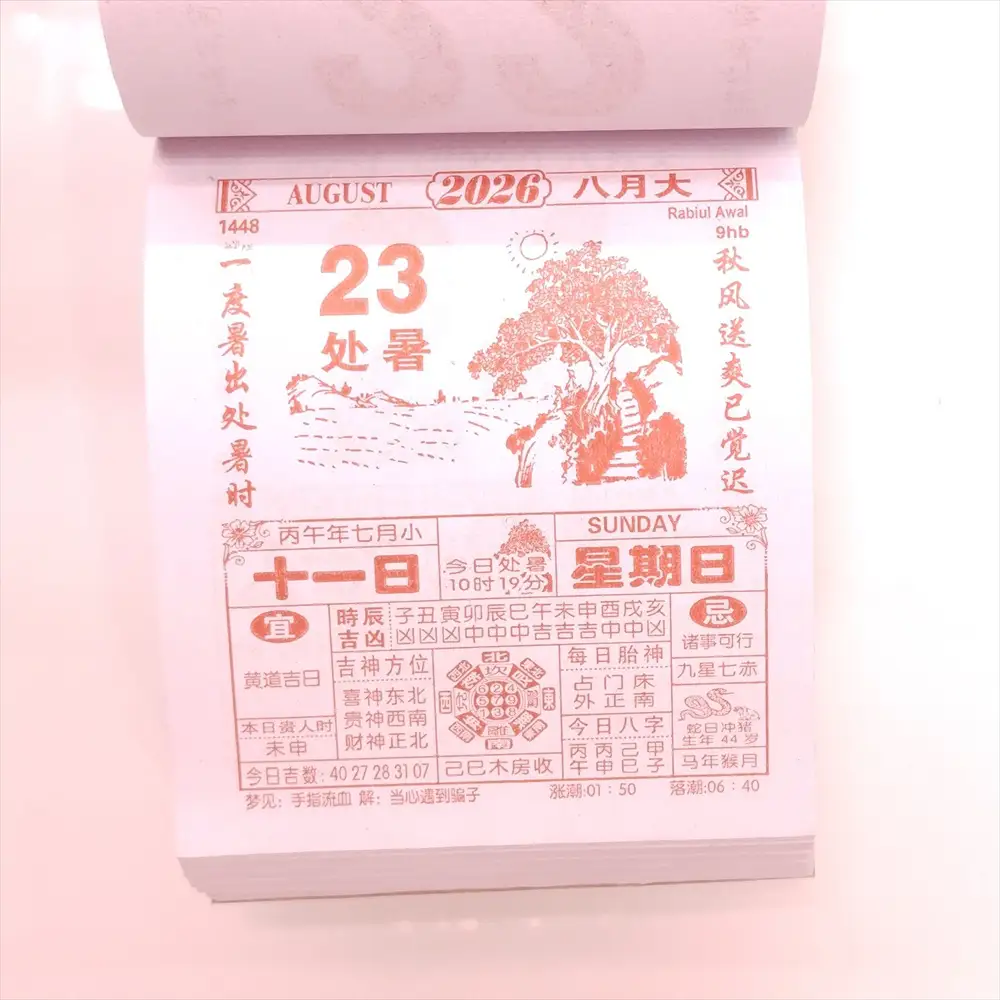 AUGUST 2026 八月大
1448
Rabiul Awal
9hb
一度暑出处暑时
23
处暑
秋风送爽已觉迟
丙午年七月小
十一日
今日处暑
10时19分
SUNDAY
星期日
宜
黄道吉日
本日贵人时
未申
時辰 子丑寅卯辰巳午未申酉戌亥
吉凶 凶凶凶中中中吉吉吉中中凶
吉神方位
喜神东北
贵神西南
财神正北
北
坎
西
東
離
南
每日胎神
占门床
外正南
今日八字
丙丙己甲
午申巳子
忌
诸事可行
九星七赤
蛇日冲猪
生年44岁
马年猴月
今日吉数:40 27 28 31 07
己巳木房收
梦见: 手指流血 解: 当心遇到骗子
涨潮:01:50 落潮:06:40